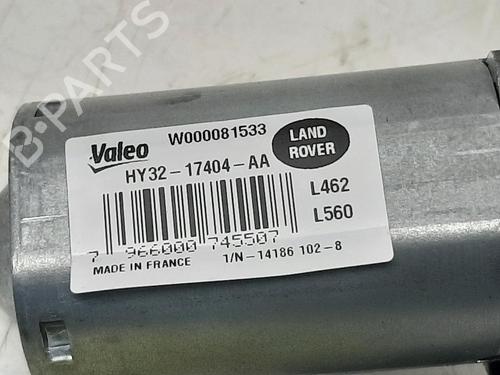 B-PARTS
Valeo
W000081533
LAND
ROVER
HY32-17404-AA
L462
L560
7 966000 745507
MADE IN FRANCE
1/N-14186 102-8